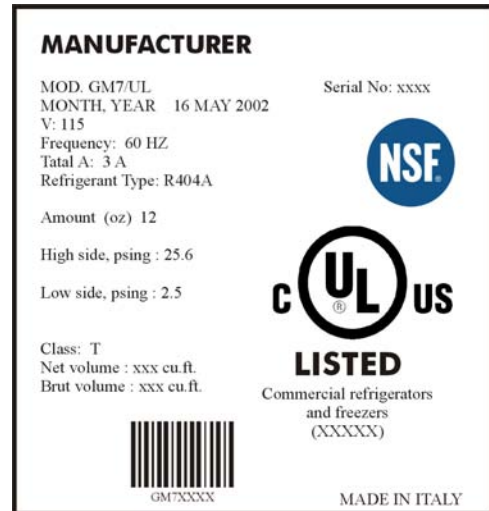 MANUFACTURER
MOD. GM7/UL
Serial No: xxxx
MONTH, YEAR 16 MAY 2002
V: 115
Frequency: 60 HZ
Tatal A: 3 A
Refrigerant Type: R404A
NSF®
Amount (oz) 12
High side, psing : 25.6
Low side, psing : 2.5
C UL® US
LISTED
Class: T
Net volume : xxx cu.ft.
Brut volume : xxx cu.ft.
Commercial refrigerators
and freezers
(XXXXX)
GM7XXXX
MADE IN ITALY